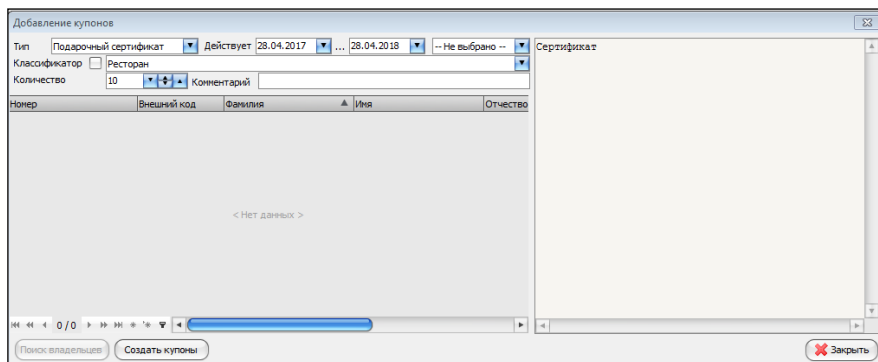 Добавление купонов
Тип Подарочный сертификат Действует 28.04.2017 ... 28.04.2018 -- Не выбрано --
Классификатор Ресторан
Количество 10 Комментарий
Номер Внешний код Фамилия Имя Отчество
< Нет данных >
0 / 0
Поиск владельцев Создать купоны
Сертификат
Закрыть